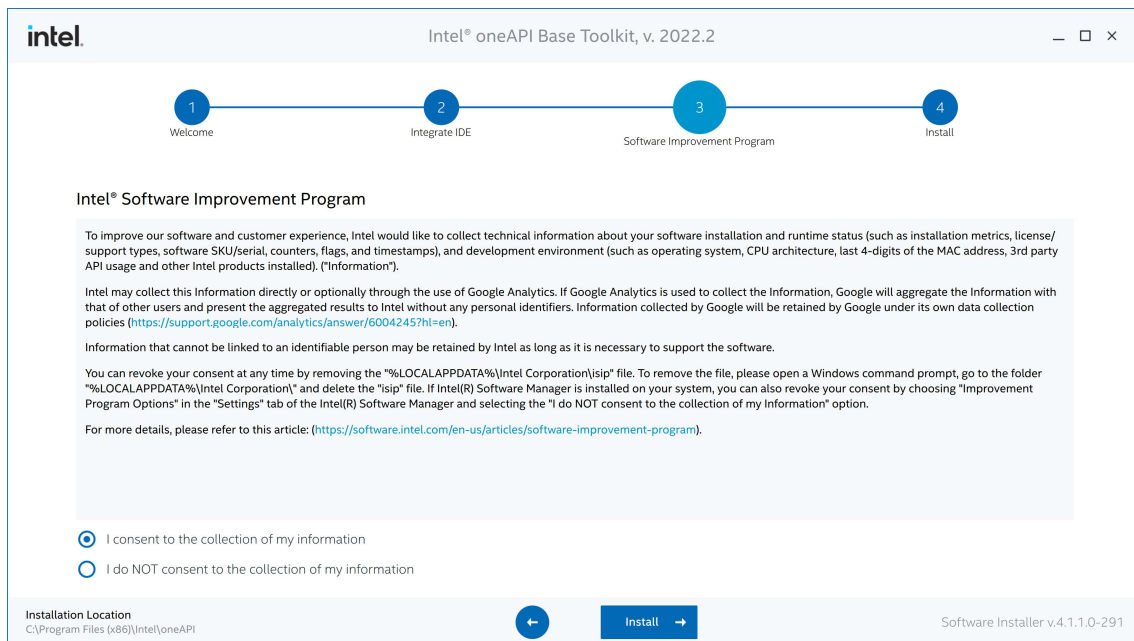 intel.
Intel® oneAPI Base Toolkit, v. 2022.2
1
2
3
4
Welcome
Integrate IDE
Software Improvement Program
Install
Intel® Software Improvement Program
To improve our software and customer experience, Intel would like to collect technical information about your software installation and runtime status (such as installation metrics, license/
support types, software SKU/serial, counters, flags, and timestamps), and development environment (such as operating system, CPU architecture, last 4-digits of the MAC address, 3rd party
API usage and other Intel products installed). ("Information").
Intel may collect this Information directly or optionally through the use of Google Analytics. If Google Analytics is used to collect the Information, Google will aggregate the Information with
that of other users and present the aggregated results to Intel without any personal identifiers. Information collected by Google will be retained by Google under its own data collection
policies (https://support.google.com/analytics/answer/6004245?hl=en).
Information that cannot be linked to an identifiable person may be retained by Intel as long as it is necessary to support the software.
You can revoke your consent at any time by removing the "%LOCALAPPDATA%\Intel Corporation\isip" file. To remove the file, please open a Windows command prompt, go to the folder
"%LOCALAPPDATA%\Intel Corporation\" and delete the "isip" file. If Intel(R) Software Manager is installed on your system, you can also revoke your consent by choosing "Improvement
Program Options" in the "Settings" tab of the Intel(R) Software Manager and selecting the "I do NOT consent to the collection of my Information" option.
For more details, please refer to this article: (https://software.intel.com/en-us/articles/software-improvement-program).
I consent to the collection of my information
I do NOT consent to the collection of my information
Installation Location
C:\Program Files (x86)\Intel\oneAPI
Install
Software Installer v.4.1.1.0-291